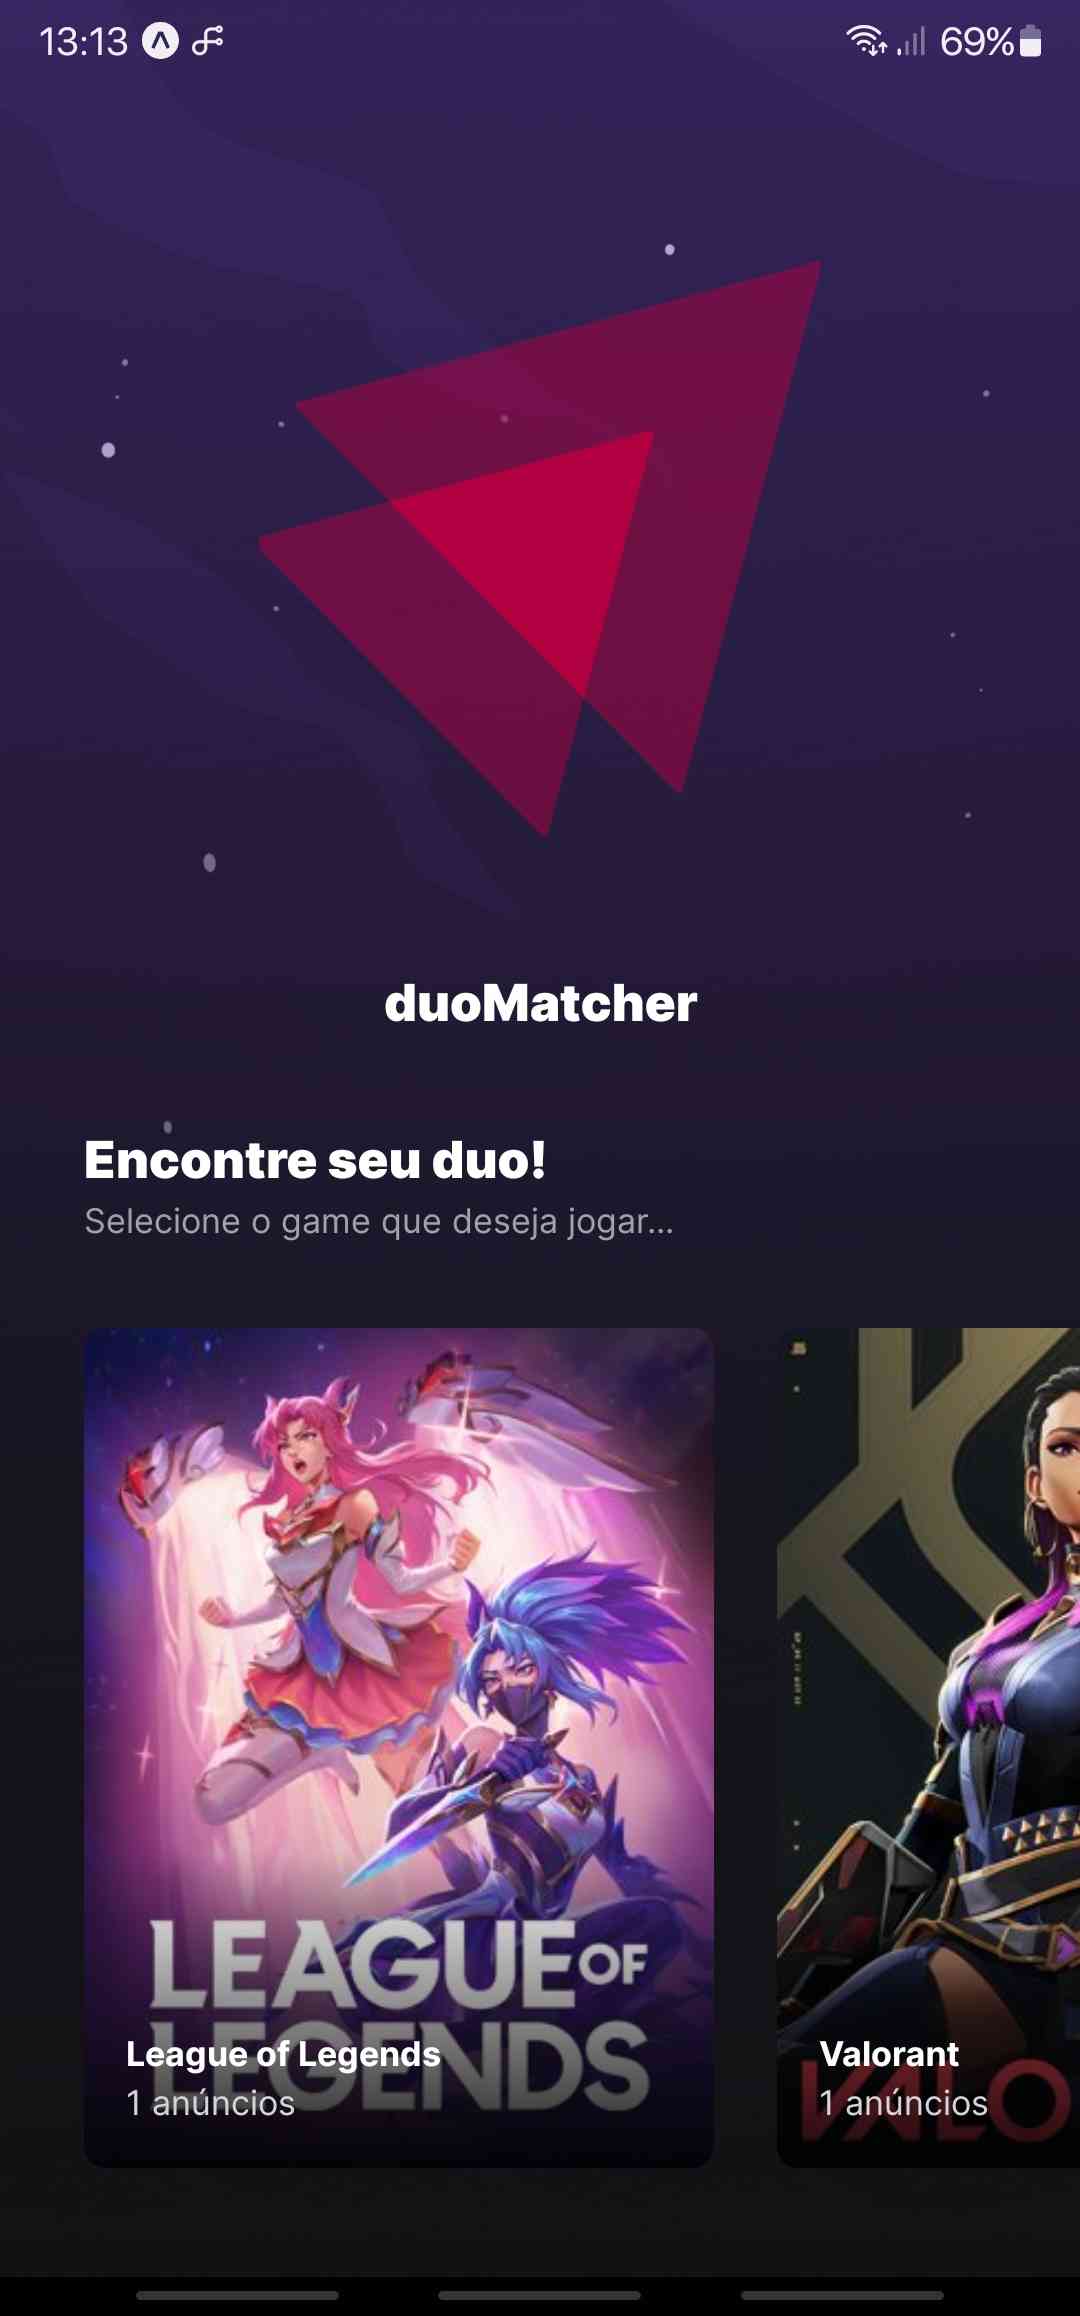 13:13
69%
duoMatcher
Encontre seu duo!
Selecione o game que deseja jogar...
LEAGUE OF
LEGENDS
League of Legends
1 anúncios
VALO
Valorant
1 anúncios